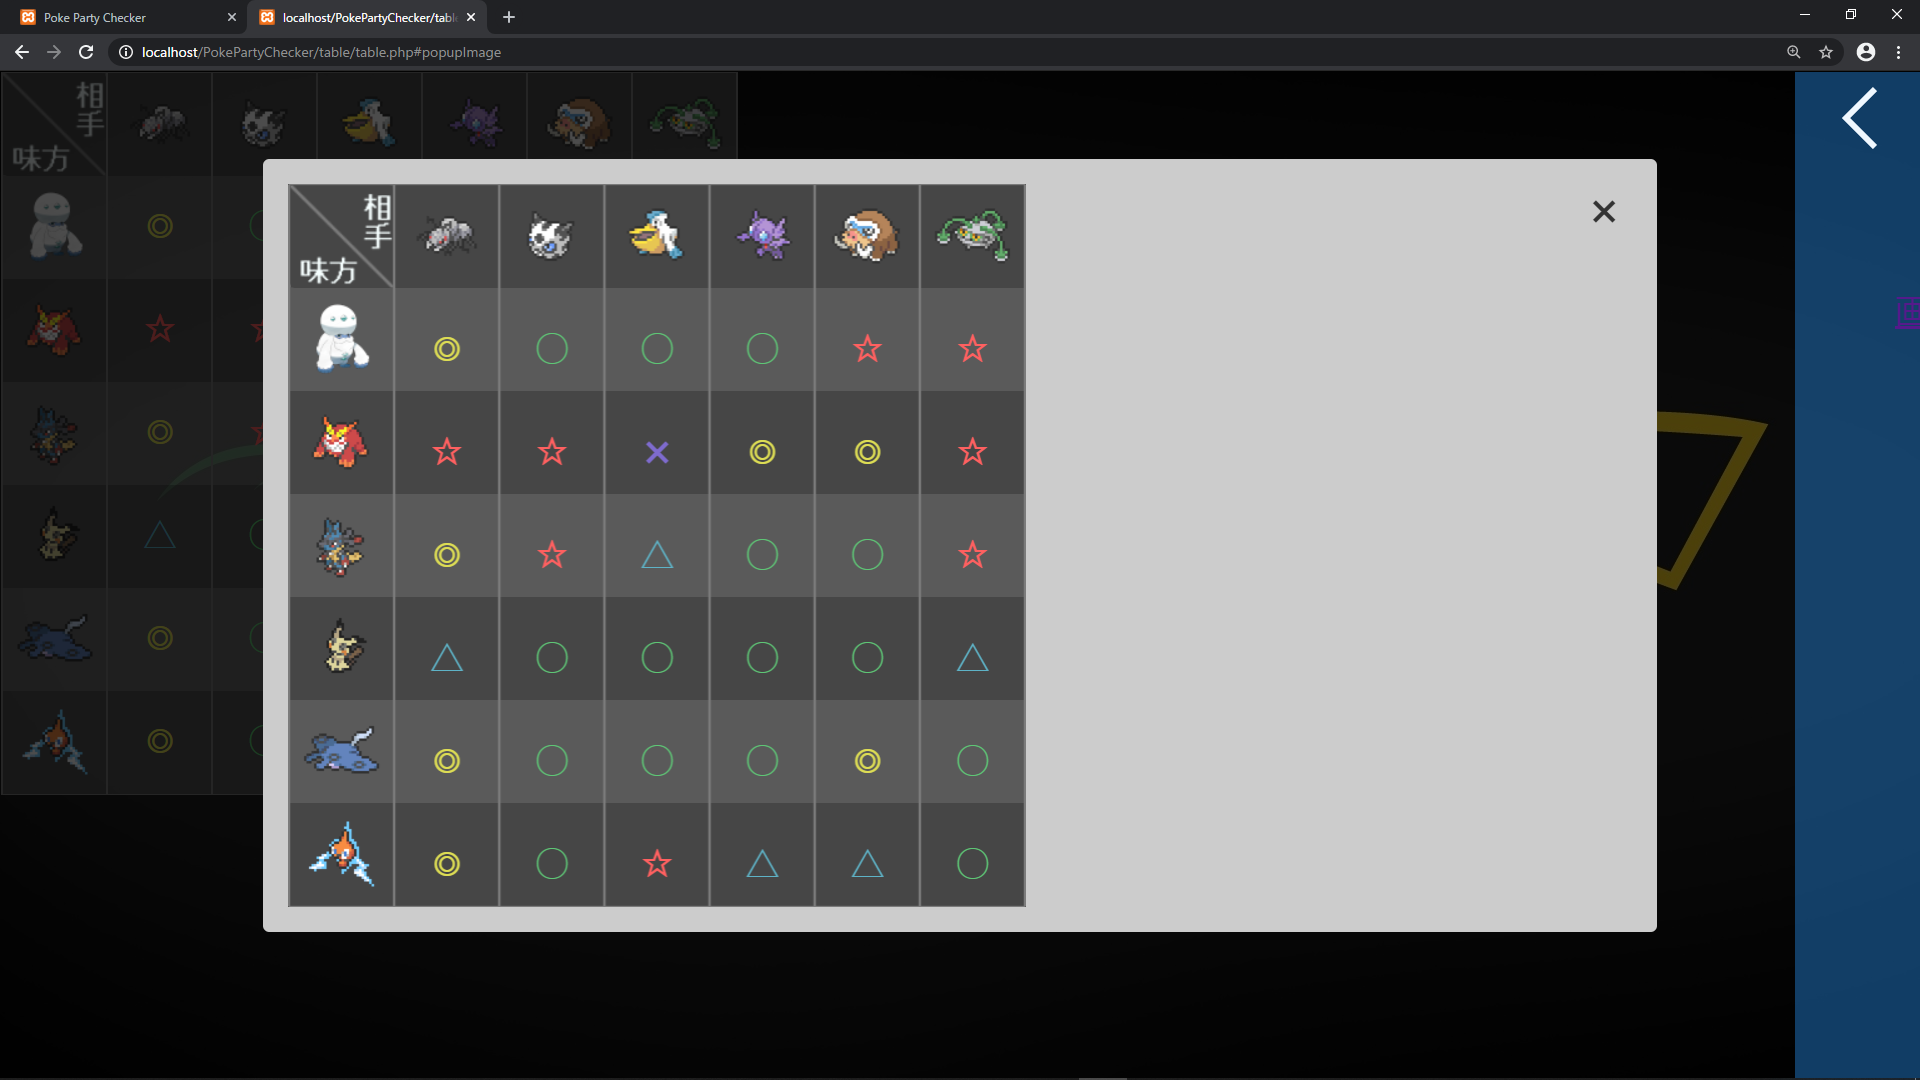 Poke Party Checker
localhost/PokePartyChecker/tabl
localhost/PokePartyChecker/table/table.php#popupImage
相手
味方
相手
味方
◎ ○ ○ ○ ☆ ☆
☆ ☆ × ◎ ◎ ☆
◎ ☆ △ ○ ○ ☆
△ ○ ○ ○ ○ △
◎ ○ ○ ○ ◎ ○
◎ ○ ☆ △ △ ○